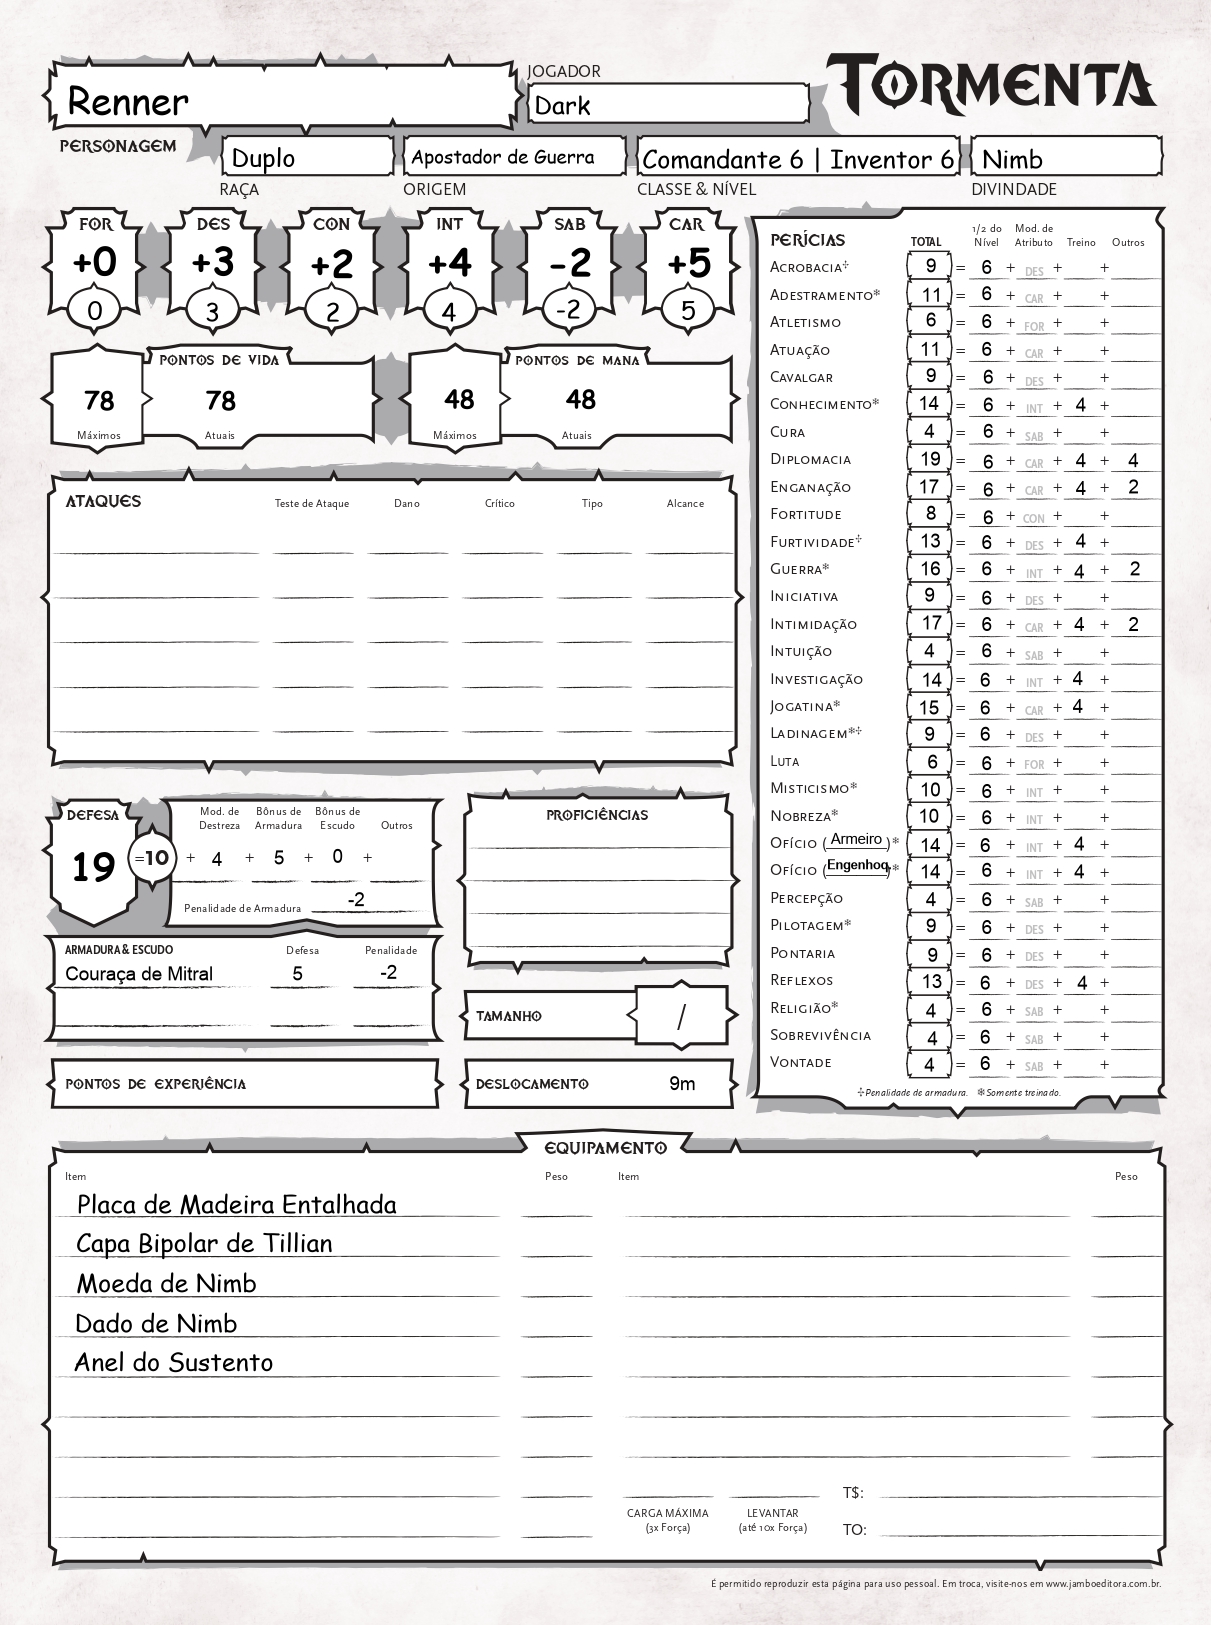 TORMENTA
JOGADOR
Renner
Dark
PERSONAGEM
Duplo
Apostador de Guerra
Comandante 6 | Inventor 6
Nimb
RAÇA
ORIGEM
CLASSE & NÍVEL
DIVINDADE
FOR DES CON INT SAB CAR
+0 +3 +2 +4 -2 +5
0 3 2 4 -2 5
PONTOS DE VIDA
78 78
Máximos Atuais
PONTOS DE MANA
48 48
Máximos Atuais
ATAQUES Teste de Ataque Dano Crítico Tipo Alcance
DEFESA
19
=10
Mod. de Destreza Bônus de Armadura Bônus de Escudo Outros
+ 4 + 5 + 0 +
Penalidade de Armadura -2
ARMADURA & ESCUDO Defesa Penalidade
Couraça de Mitral 5 -2
PONTOS DE EXPERIÊNCIA
PROFICIÊNCIAS
TAMANHO /
DESLOCAMENTO 9m
PERÍCIAS TOTAL 1/2 do Nível Mod. de Atributo Treino Outros
ACROBACIA✢ 9 = 6 + DES + +
ADESTRAMENTO* 11 = 6 + CAR + +
ATLETISMO 6 = 6 + FOR + +
ATUAÇÃO 11 = 6 + CAR + +
CAVALGAR 9 = 6 + DES + +
CONHECIMENTO* 14 = 6 + INT + 4 +
CURA 4 = 6 + SAB + +
DIPLOMACIA 19 = 6 + CAR + 4 + 4
ENGANAÇÃO 17 = 6 + CAR + 4 + 2
FORTITUDE 8 = 6 + CON + +
FURTIVIDADE✢ 13 = 6 + DES + 4 +
GUERRA* 16 = 6 + INT + 4 + 2
INICIATIVA 9 = 6 + DES + +
INTIMIDAÇÃO 17 = 6 + CAR + 4 + 2
INTUIÇÃO 4 = 6 + SAB + +
INVESTIGAÇÃO 14 = 6 + INT + 4 +
JOGATINA* 15 = 6 + CAR + 4 +
LADINAGEM*✢ 9 = 6 + DES + +
LUTA 6 = 6 + FOR + +
MISTICISMO* 10 = 6 + INT + +
NOBREZA* 10 = 6 + INT + +
OFÍCIO (Armeiro)* 14 = 6 + INT + 4 +
OFÍCIO (Engenhoq)* 14 = 6 + INT + 4 +
PERCEPÇÃO 4 = 6 + SAB + +
PILOTAGEM* 9 = 6 + DES + +
PONTARIA 9 = 6 + DES + +
REFLEXOS 13 = 6 + DES + 4 +
RELIGIÃO* 4 = 6 + SAB + +
SOBREVIVÊNCIA 4 = 6 + SAB + +
VONTADE 4 = 6 + SAB + +
✢Penalidade de armadura. *Somente treinado.
EQUIPAMENTO
Item Peso Item Peso
Placa de Madeira Entalhada
Capa Bipolar de Tillian
Moeda de Nimb
Dado de Nimb
Anel do Sustento
CARGA MÁXIMA (3x Força)
LEVANTAR (até 10x Força)
T$:
TO:
É permitido reproduzir esta página para uso pessoal. Em troca, visite-nos em www.jamboeditora.com.br.